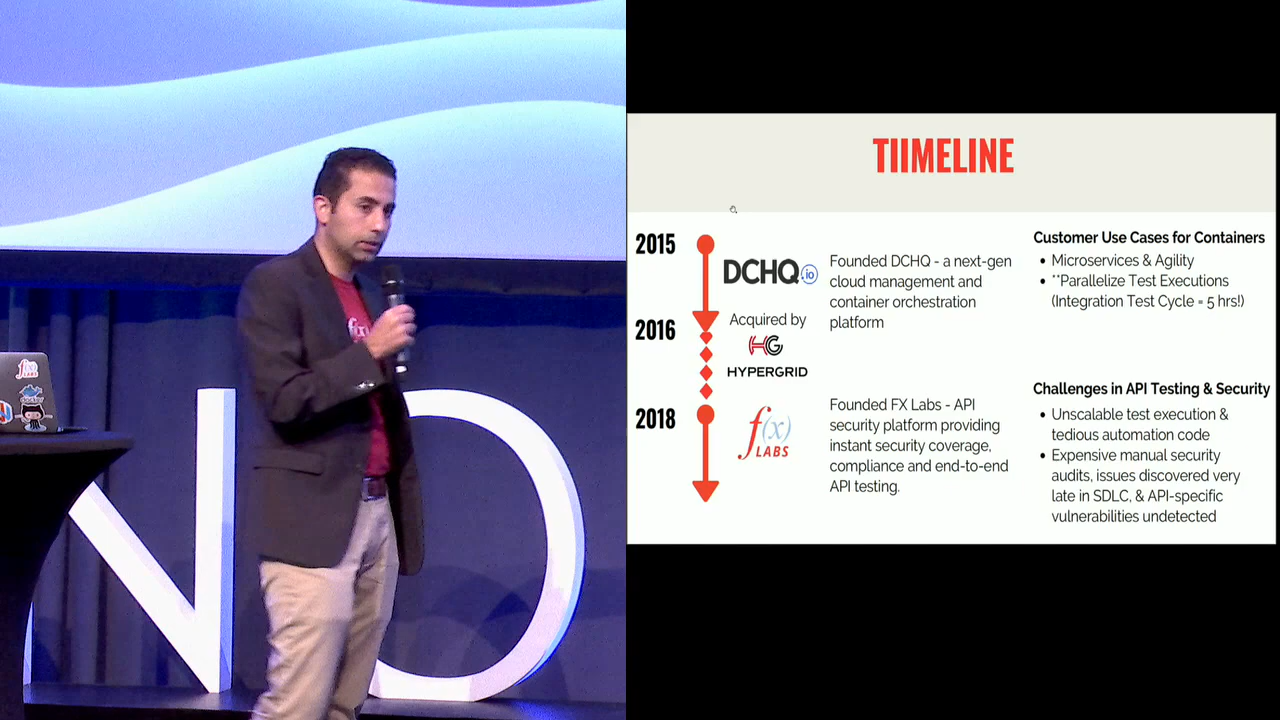 TIIMELINE
2015
DCHQ.io
Founded DCHQ - a next-gen
cloud management and
container orchestration
platform
Customer Use Cases for Containers
• Microservices & Agility
• **Parallelize Test Executions
(Integration Test Cycle = 5 hrs!)
2016
Acquired by
HG
HYPERGRID
2018
f(x)
LABS
Founded FX Labs - API
security platform providing
instant security coverage,
compliance and end-to-end
API testing.
Challenges in API Testing & Security
• Unscalable test execution &
tedious automation code
• Expensive manual security
audits, issues discovered very
late in SDLC, & API-specific
vulnerabilities undetected
f(x)
f(x)
LABS
docker
NO